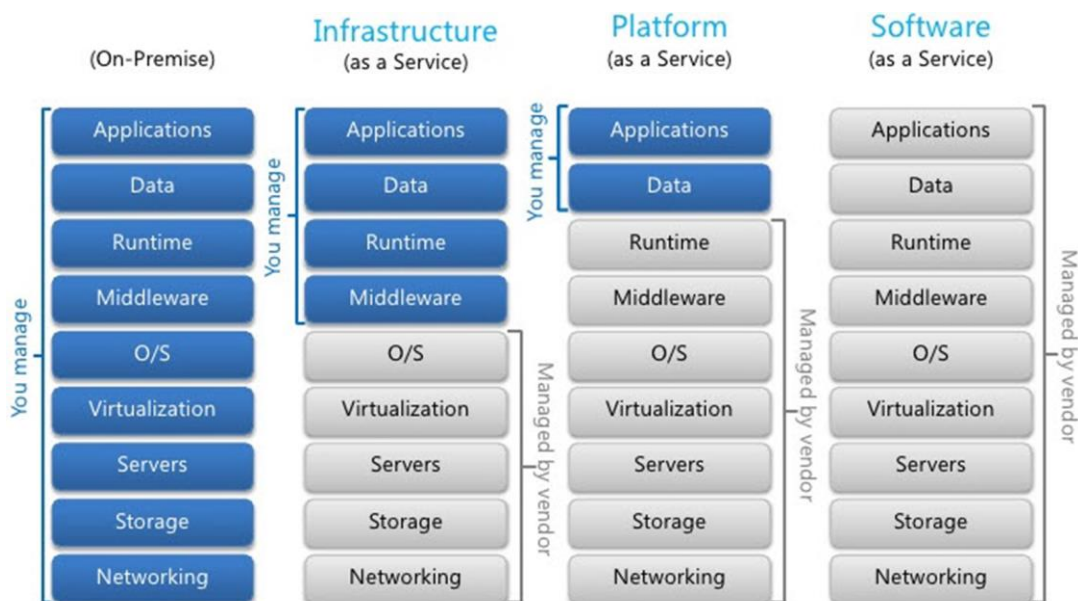 (On-Premise)
Infrastructure
(as a Service)
Platform
(as a Service)
Software
(as a Service)
You manage
Applications
Data
Runtime
Middleware
O/S
Virtualization
Servers
Storage
Networking
You manage
Applications
Data
Runtime
Middleware
O/S
Virtualization
Servers
Storage
Networking
Managed by vendor
You manage
Applications
Data
Runtime
Middleware
O/S
Virtualization
Servers
Storage
Networking
Managed by vendor
Applications
Data
Runtime
Middleware
O/S
Virtualization
Servers
Storage
Networking
Managed by vendor